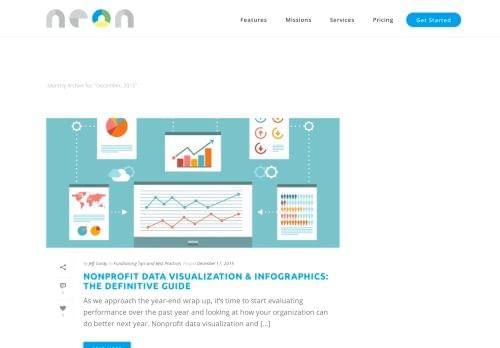 neon
Features Missions Services Pricing Get Started
Monthly Archive for: "December, 2015"
By Jeff Gordy In Fundraising Tips and Best Practices Posted December 17, 2015
NONPROFIT DATA VISUALIZATION & INFOGRAPHICS:
THE DEFINITIVE GUIDE
As we approach the year-end wrap up, it's time to start evaluating
performance over the past year and looking at how your organization can
do better next year. Nonprofit data visualization and [...]